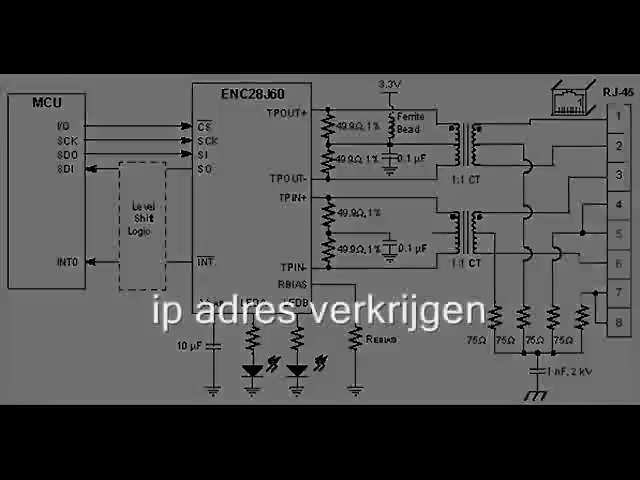 MCU
I/O
SCK
SDO
SDI
INT0
Level
Shift
Logic
ENC28J60
CS
SCK
SI
SO
INT
TPOUT+
TPOUT-
TPIN+
TPIN-
RBIAS
LEDA
LEDB
3.3V
Ferrite
Bead
49.9Ω, 1%
49.9Ω, 1%
0.1 µF
49.9Ω, 1%
49.9Ω, 1%
0.1 µF
1:1 CT
1:1 CT
RJ-45
1
1
2
3
4
5
6
7
8
ip adres verkrijgen
10 µF
RBIAS
75Ω
75Ω
75Ω
75Ω
1 nF, 2 kV